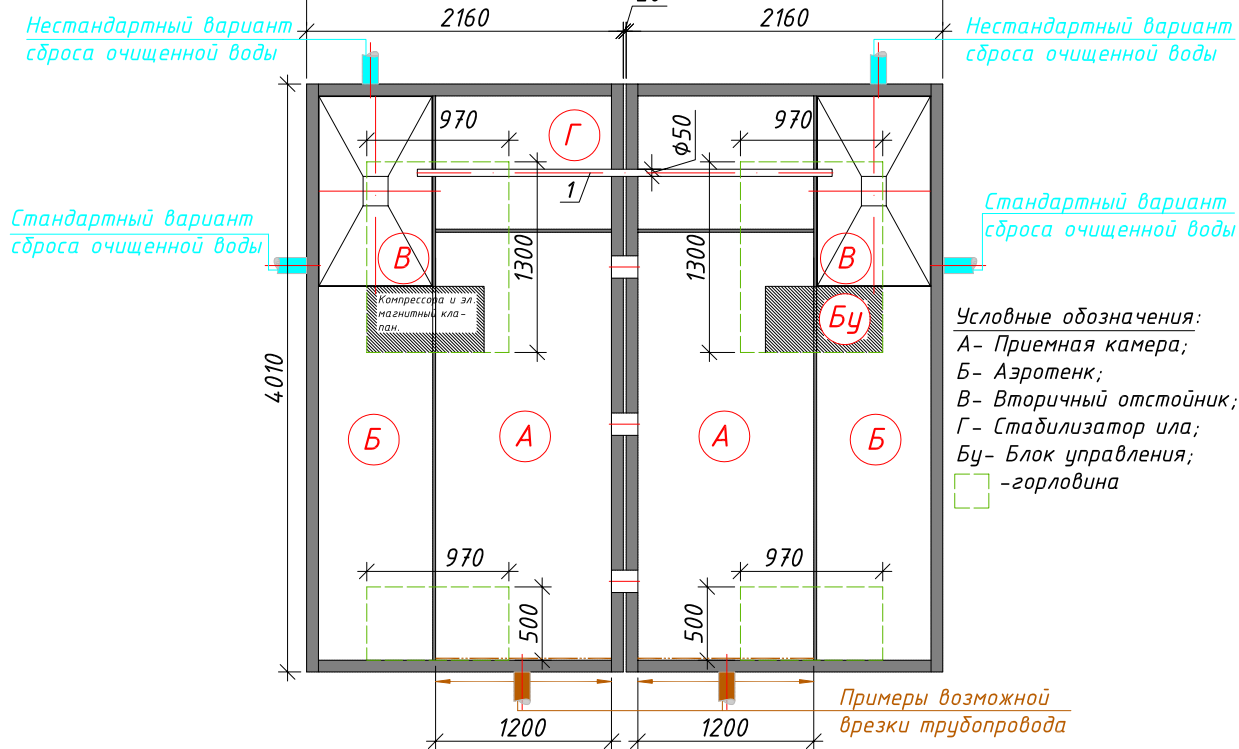 2160
2160
Нестандартный вариант
сброса очищенной воды
Нестандартный вариант
сброса очищенной воды
970
Г
Ф50
970
1
Стандартный вариант
сброса очищенной воды
Стандартный вариант
сброса очищенной воды
В
1300
1300
В
Компрессора и эл.
магнитный кла-
пан.
Бу
Условные обозначения:
А- Приемная камера;
Б- Аэротенк;
В- Вторичный отстойник;
Г- Стабилизатор ила;
Бу- Блок управления;
-горловина
4010
Б
А
А
Б
970
970
500
500
Примеры возможной
врезки трубопровода
1200
1200